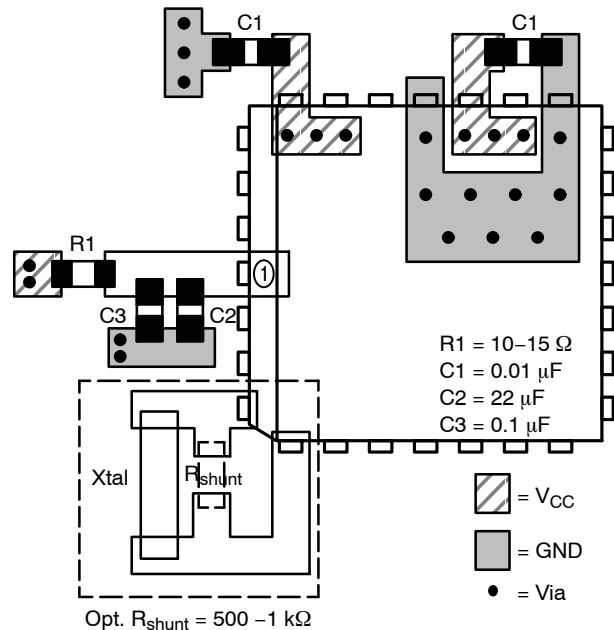 C1
C1
R1
1
C3
C2
R1 = 10–15 Ω
C1 = 0.01 μF
C2 = 22 μF
C3 = 0.1 μF
Xtal
Rshunt
= VCC
= GND
= Via
Opt. Rshunt = 500 –1 kΩ